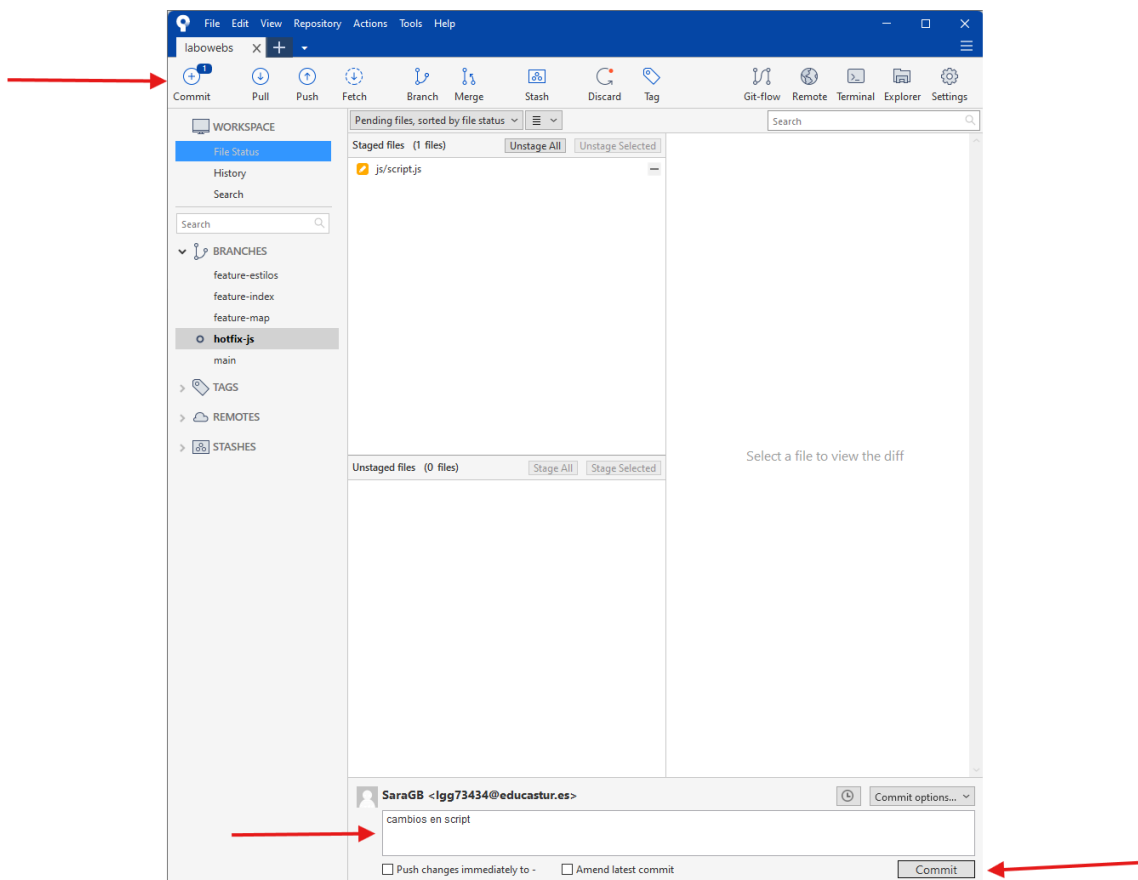 File Edit View Repository Actions Tools Help
labowebs
1
Commit Pull Push Fetch Branch Merge Stash Discard Tag Git-flow Remote Terminal Explorer Settings
WORKSPACE
File Status
History
Search
Search
BRANCHES
feature-estilos
feature-index
feature-map
hotfix-js
main
TAGS
REMOTES
STASHES
Pending files, sorted by file status
Search
Staged files (1 files) Unstage All Unstage Selected
js/script.js
Unstaged files (0 files) Stage All Stage Selected
Select a file to view the diff
SaraGB <lgg73434@educastur.es>
Commit options...
cambios en script
Push changes immediately to - Amend latest commit Commit